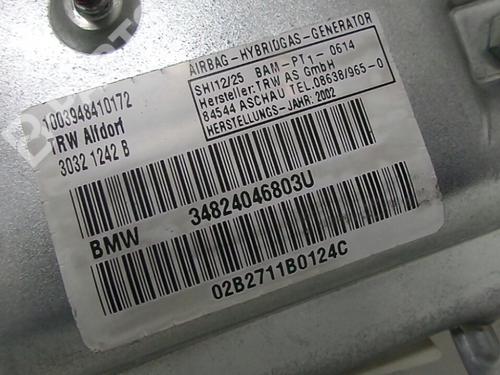 1003948410172
TRW Alfdorf
3032 1242 B
AIRBAG-HYBRIDGAS-GENERATOR
SHI12/25 BAM-PT1-0614
Hersteller:TRW AS GmbH
84544 ASCHAU TEL.08638/965-0
HERSTELLUNGS-JAHR:2002
BMW 34824046803U
02B2711B0124C